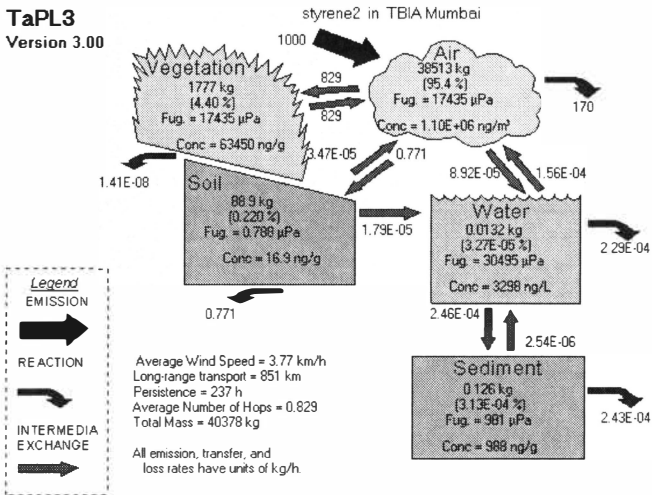 TaPL3
Version 3.00
styrene2 in TBIA Mumbai
1000
Vegetation
1777 kg
(4.40 %)
Fug. = 17435 µPa
Conc = 63450 ng/g
829
829
Air
38513 kg
(95.4 %)
Fug. = 17435 µPa
Conc = 1.10E+06 ng/m³
170
1.41E-08
3.47E-05
0.771
8.92E-05
1.56E-04
Soil
88.9 kg
(0.220 %)
Fug. = 0.788 µPa
Conc = 16.9 ng/g
1.79E-05
0.771
Water
0.0132 kg
(3.27E-05 %)
Fug. = 30495 µPa
Conc = 3298 ng/L
2.29E-04
2.46E-04
2.54E-06
Sediment
0.126 kg
(3.13E-04 %)
Fug. = 981 µPa
Conc = 988 ng/g
2.43E-04
Legend
EMISSION
REACTION
INTERMEDIA
EXCHANGE
Average Wind Speed = 3.77 km/h
Long-range transport = 851 km
Persistence = 237 h
Average Number of Hops = 0.829
Total Mass = 40378 kg
All emission, transfer, and
loss rates have units of kg/h.